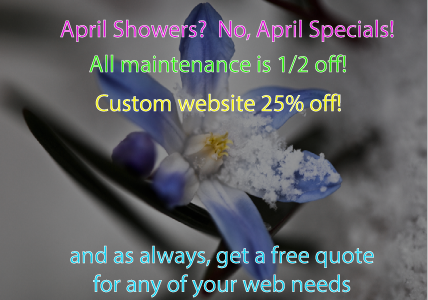 April Showers? No, April Specials!
All maintenance is 1/2 off!
Custom website 25% off!
and as always, get a free quote
for any of your web needs